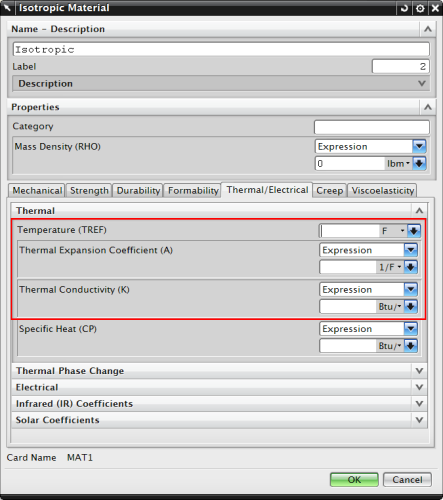 Isotropic Material
Name - Description
Isotropic
Label 2
Description
Properties
Category
Mass Density (RHO) Expression
0 lbm
Mechanical Strength Durability Formability Thermal/Electrical Creep Viscoelasticity
Thermal
Temperature (TREF) F
Thermal Expansion Coefficient (A) Expression
1/F
Thermal Conductivity (K) Expression
Btu/
Specific Heat (CP) Expression
Btu/
Thermal Phase Change
Electrical
Infrared (IR) Coefficients
Solar Coefficients
Card Name MAT1
OK Cancel